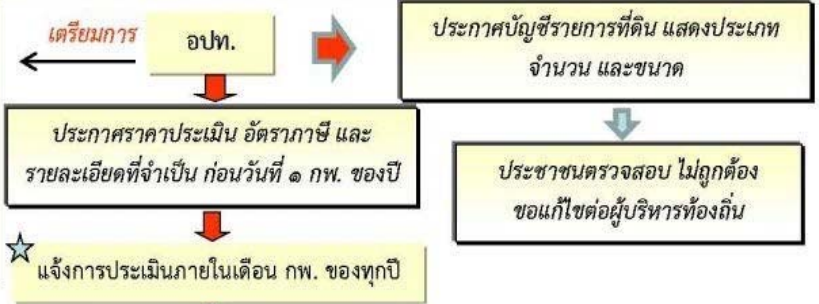 เตรียมการ
อปท.
ประกาศบัญชีรายการที่ดิน แสดงประเภท
จำนวน และขนาด
ประกาศราคาประเมิน อัตราภาษี และ
รายละเอียดที่จำเป็น ก่อนวันที่ ๑ กพ. ของปี
ประชาชนตรวจสอบ ไม่ถูกต้อง
ขอแก้ไขต่อผู้บริหารท้องถิ่น
แจ้งการประเมินภายในเดือน กพ. ของทุกปี